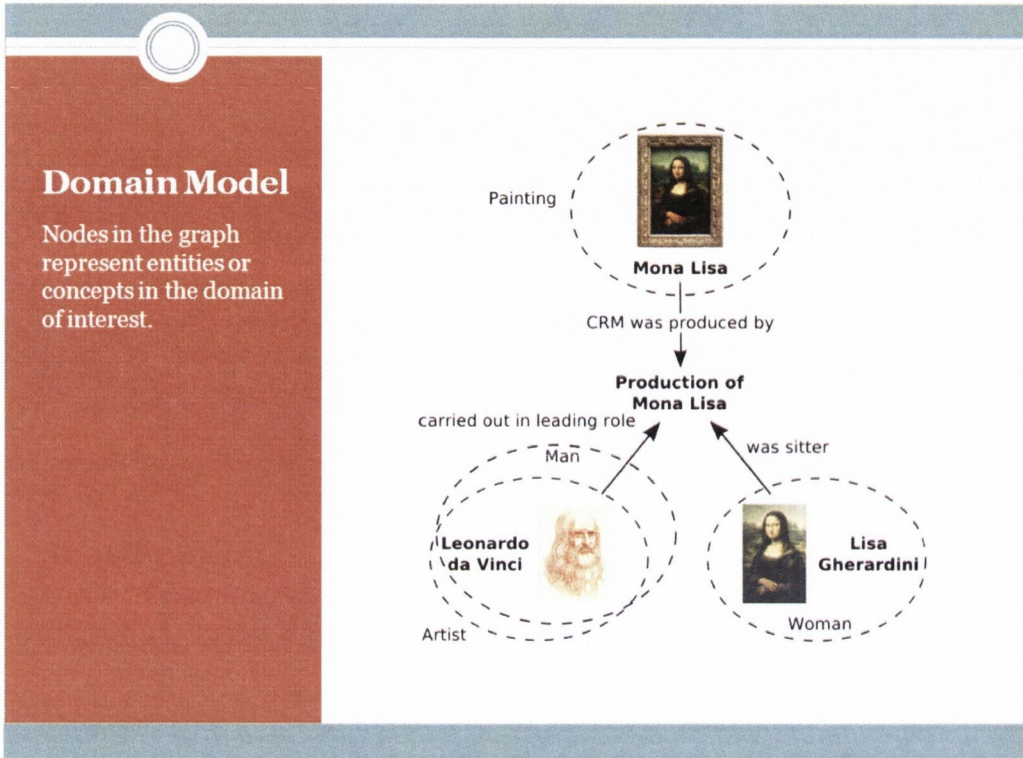 Domain Model
Nodes in the graph
represent entities or
concepts in the domain
of interest.
Painting
Mona Lisa
CRM was produced by
Production of
Mona Lisa
carried out in leading role
was sitter
Man
Leonardo
da Vinci
Artist
Lisa
Gherardini
Woman